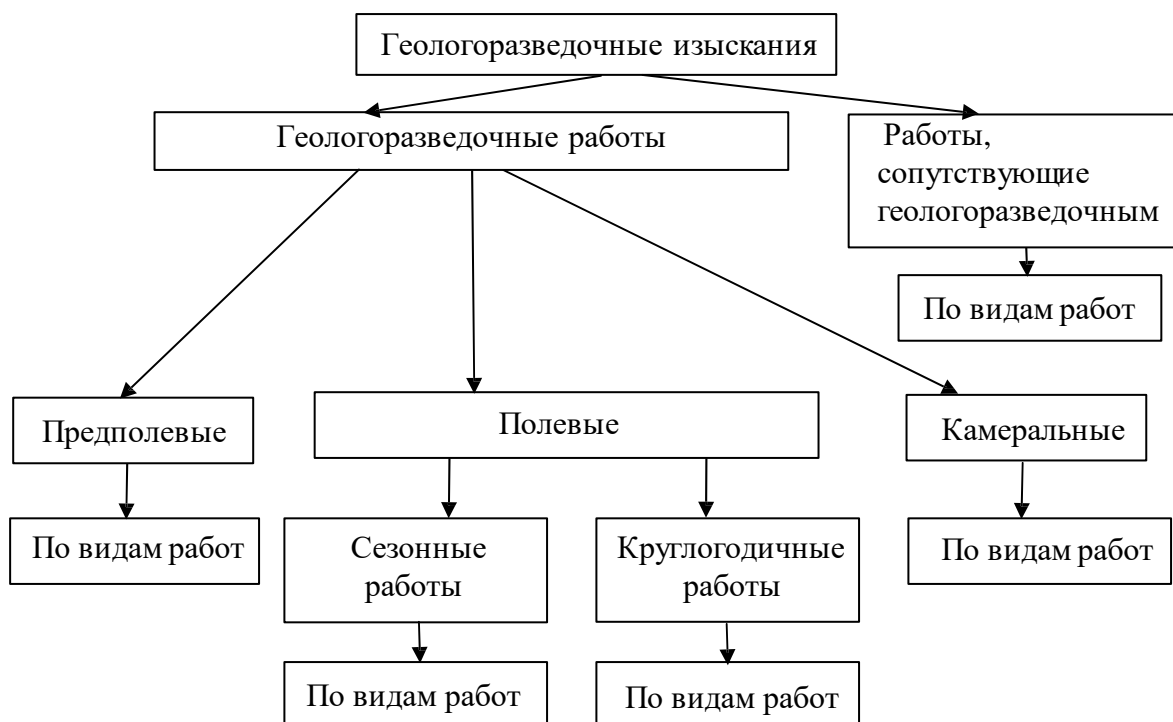 Геологоразведочные изыскания
Геологоразведочные работы
Работы,
сопутствующие
геологоразведочным
По видам работ
Предполевые
Полевые
Камеральные
По видам работ
Сезонные
работы
Круглогодичные
работы
По видам работ
По видам работ
По видам работ